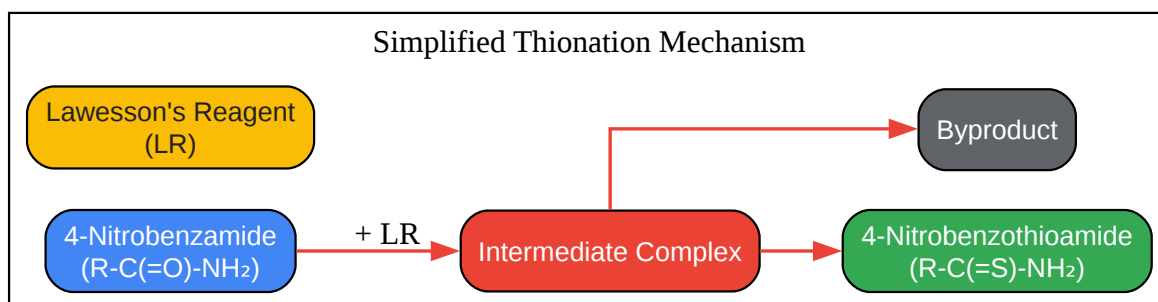 Simplified Thionation Mechanism
Lawesson's Reagent
(LR)
Byproduct
4-Nitrobenzamide
(R-C(=O)-NH₂)
+ LR
Intermediate Complex
4-Nitrobenzothioamide
(R-C(=S)-NH₂)